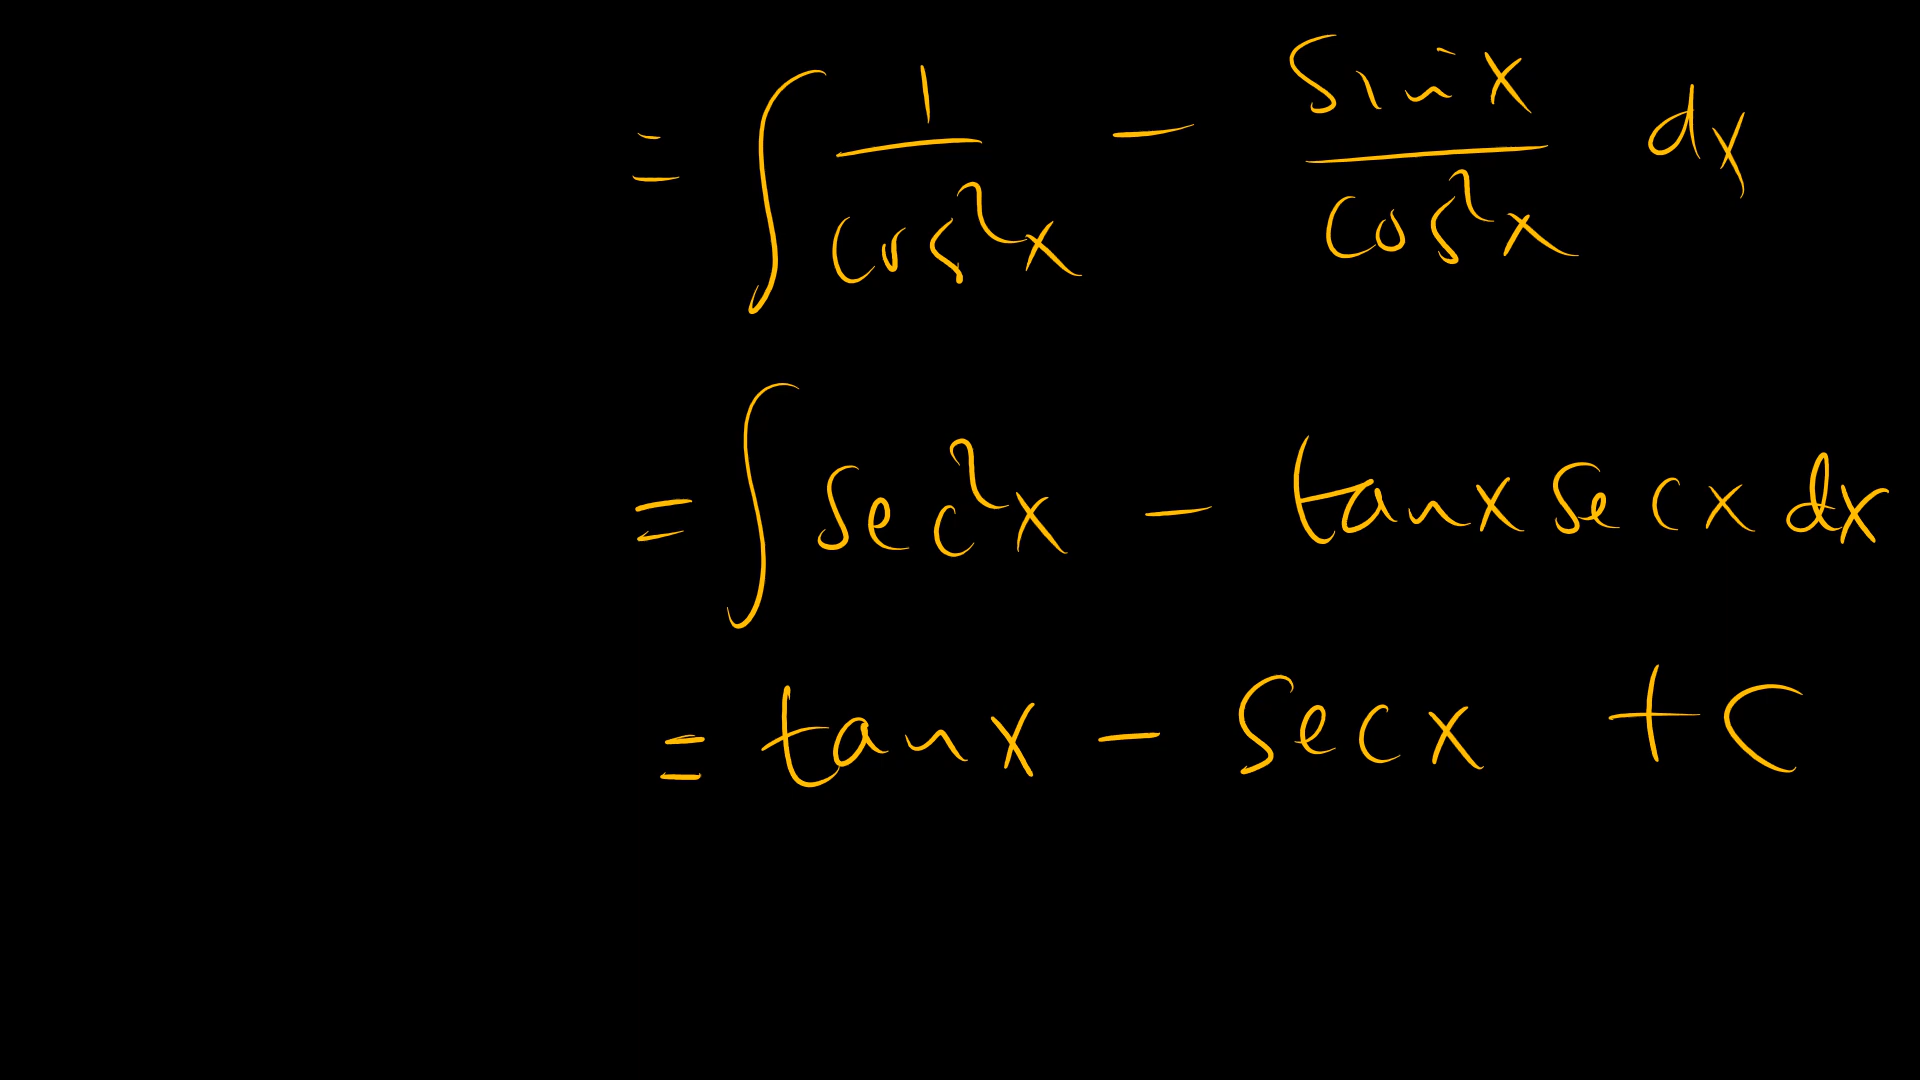 = ∫ 1/cos²x - sinx/cos²x dx
= ∫ sec²x - tanx secx dx
= tanx - secx + C